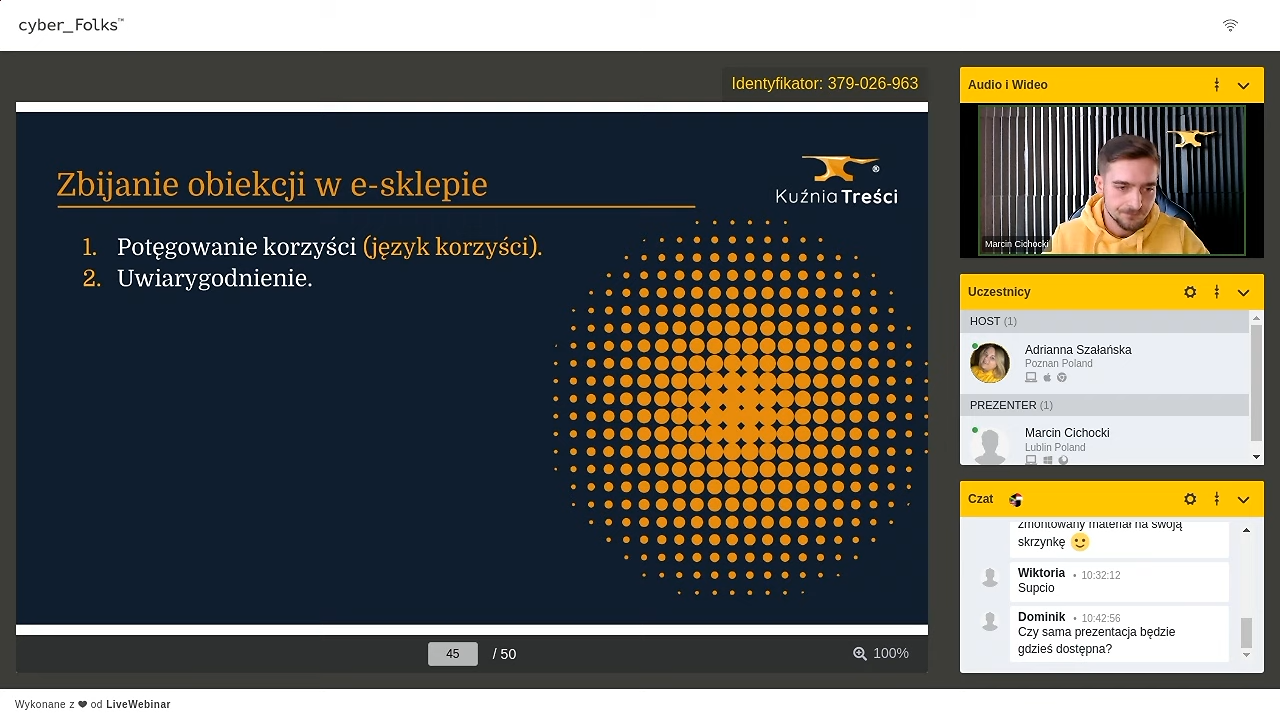 cyber_Folks™
Identyfikator: 379-026-963
Zbijanie obiekcji w e-sklepie
®
Kuźnia Treści
1. Potęgowanie korzyści (język korzyści).
2. Uwiarygodnienie.
45 / 50
100%
Audio i Wideo
Marcin Cichocki
Uczestnicy
HOST (1)
Adrianna Szałańska
Poznan Poland
PREZENTER (1)
Marcin Cichocki
Lublin Poland
Czat
zmontowany materiał na swoją
skrzynkę
Wiktoria • 10:32:12
Supcio
Dominik • 10:42:56
Czy sama prezentacja będzie
gdzieś dostępna?
Wykonane z ❤ od LiveWebinar